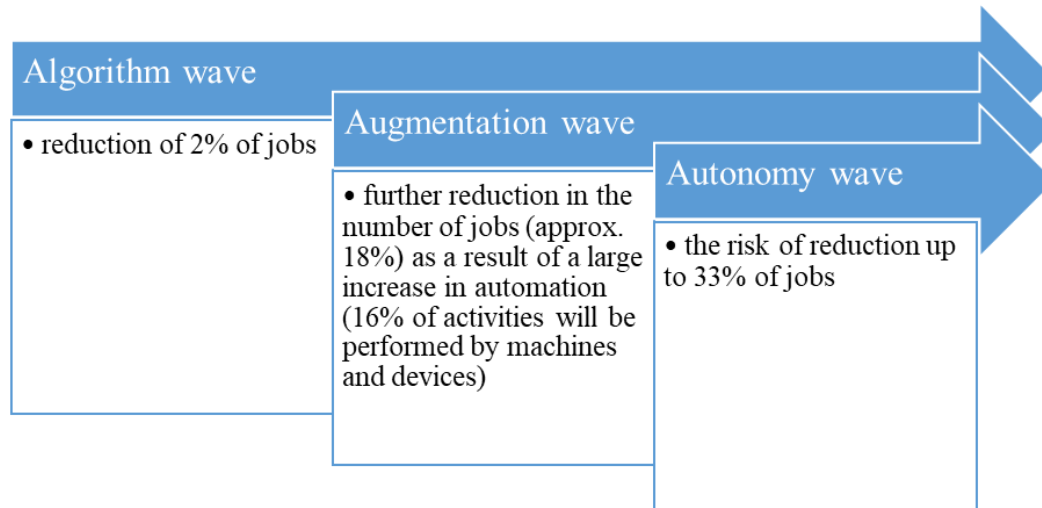 Algorithm wave
• reduction of 2% of jobs
Augmentation wave
• further reduction in the
number of jobs (approx.
18%) as a result of a large
increase in automation
(16% of activities will be
performed by machines
and devices)
Autonomy wave
• the risk of reduction up
to 33% of jobs